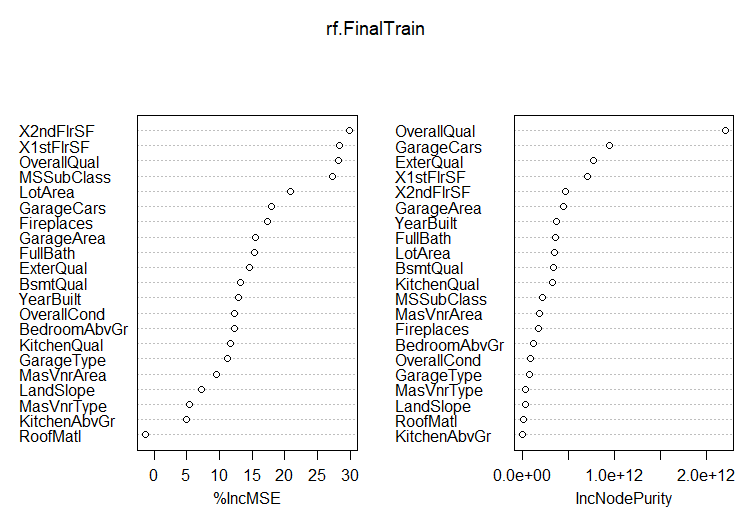 rf.FinalTrain
X2ndFlrSF
X1stFlrSF
OverallQual
MSSubClass
LotArea
GarageCars
Fireplaces
GarageArea
FullBath
ExterQual
BsmtQual
YearBuilt
OverallCond
BedroomAbvGr
KitchenQual
GarageType
MasVnrArea
LandSlope
MasVnrType
KitchenAbvGr
RoofMatl
0 5 10 15 20 25 30
%IncMSE
OverallQual
GarageCars
ExterQual
X1stFlrSF
X2ndFlrSF
GarageArea
YearBuilt
FullBath
LotArea
BsmtQual
KitchenQual
MSSubClass
MasVnrArea
Fireplaces
BedroomAbvGr
OverallCond
GarageType
MasVnrType
LandSlope
RoofMatl
KitchenAbvGr
0.0e+00 1.0e+12 2.0e+12
IncNodePurity